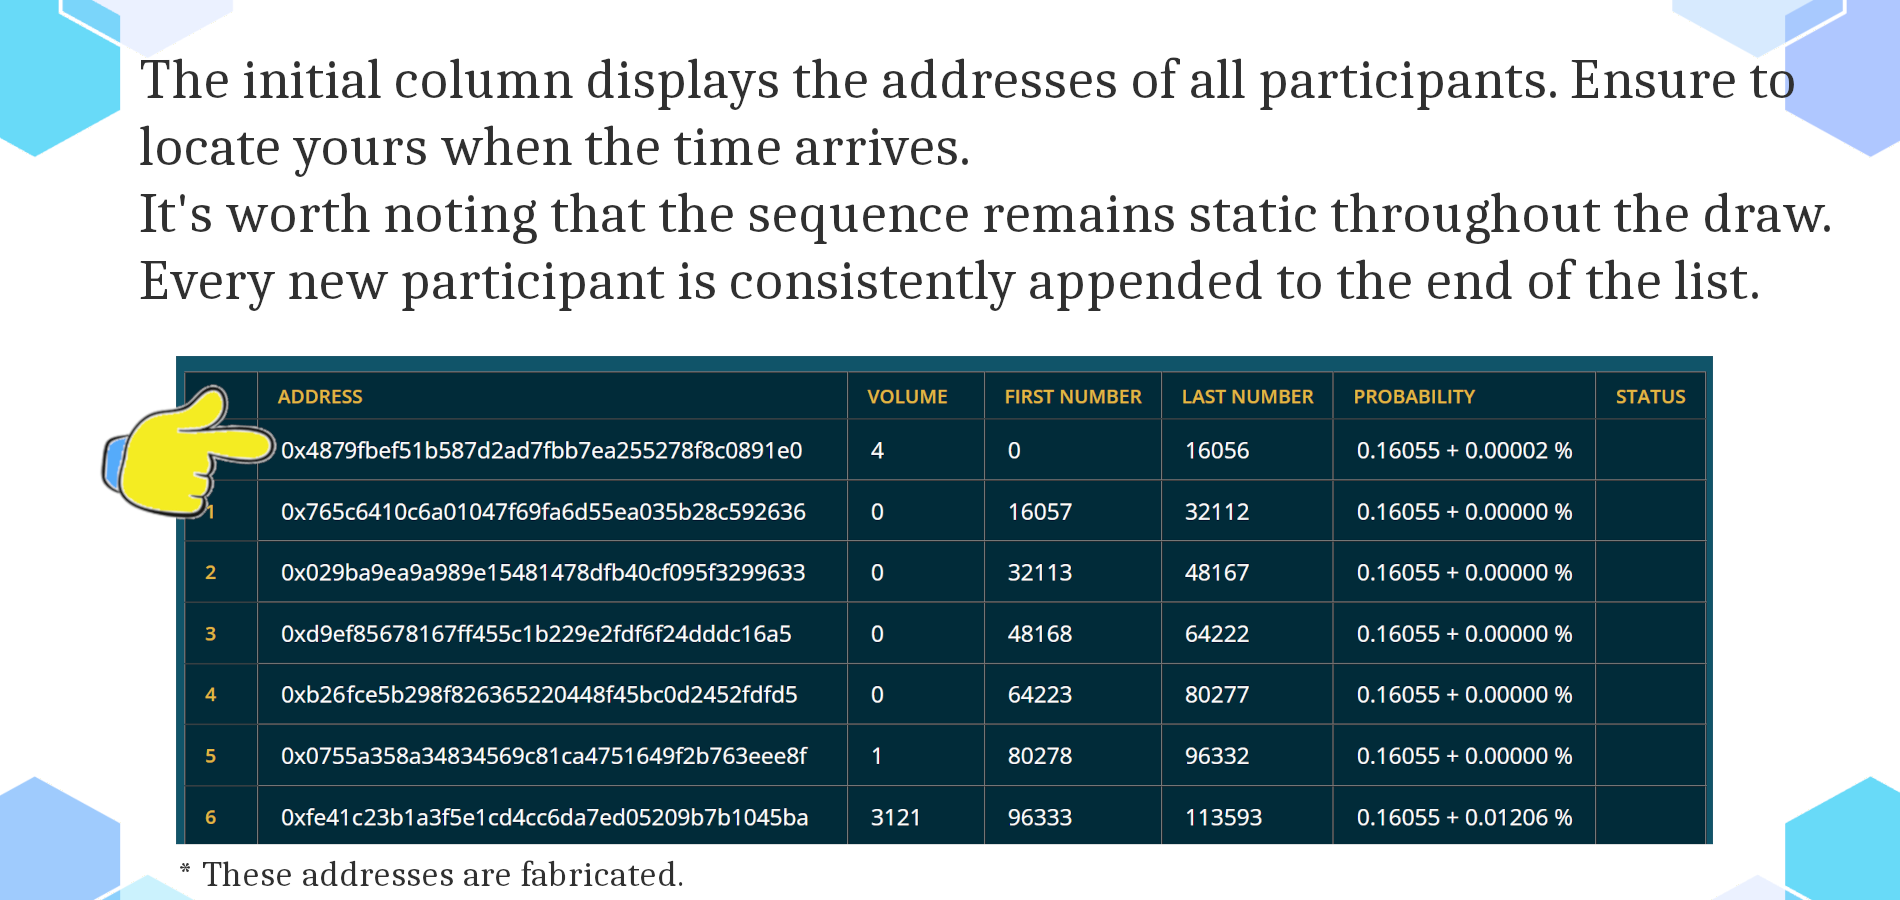 The initial column displays the addresses of all participants. Ensure to
locate yours when the time arrives.
It's worth noting that the sequence remains static throughout the draw.
Every new participant is consistently appended to the end of the list.
ADDRESS VOLUME FIRST NUMBER LAST NUMBER PROBABILITY STATUS
0x4879fbef51b587d2ad7fbb7ea255278f8c0891e0 4 0 16056 0.16055 + 0.00002 %
1 0x765c6410c6a01047f69fa6d55ea035b28c592636 0 16057 32112 0.16055 + 0.00000 %
2 0x029ba9ea9a989e15481478dfb40cf095f3299633 0 32113 48167 0.16055 + 0.00000 %
3 0xd9ef85678167ff455c1b229e2fdf6f24dddc16a5 0 48168 64222 0.16055 + 0.00000 %
4 0xb26fce5b298f826365220448f45bc0d2452fdfd5 0 64223 80277 0.16055 + 0.00000 %
5 0x0755a358a34834569c81ca4751649f2b763eee8f 1 80278 96332 0.16055 + 0.00000 %
6 0xfe41c23b1a3f5e1cd4cc6da7ed05209b7b1045ba 3121 96333 113593 0.16055 + 0.01206 %
* These addresses are fabricated.